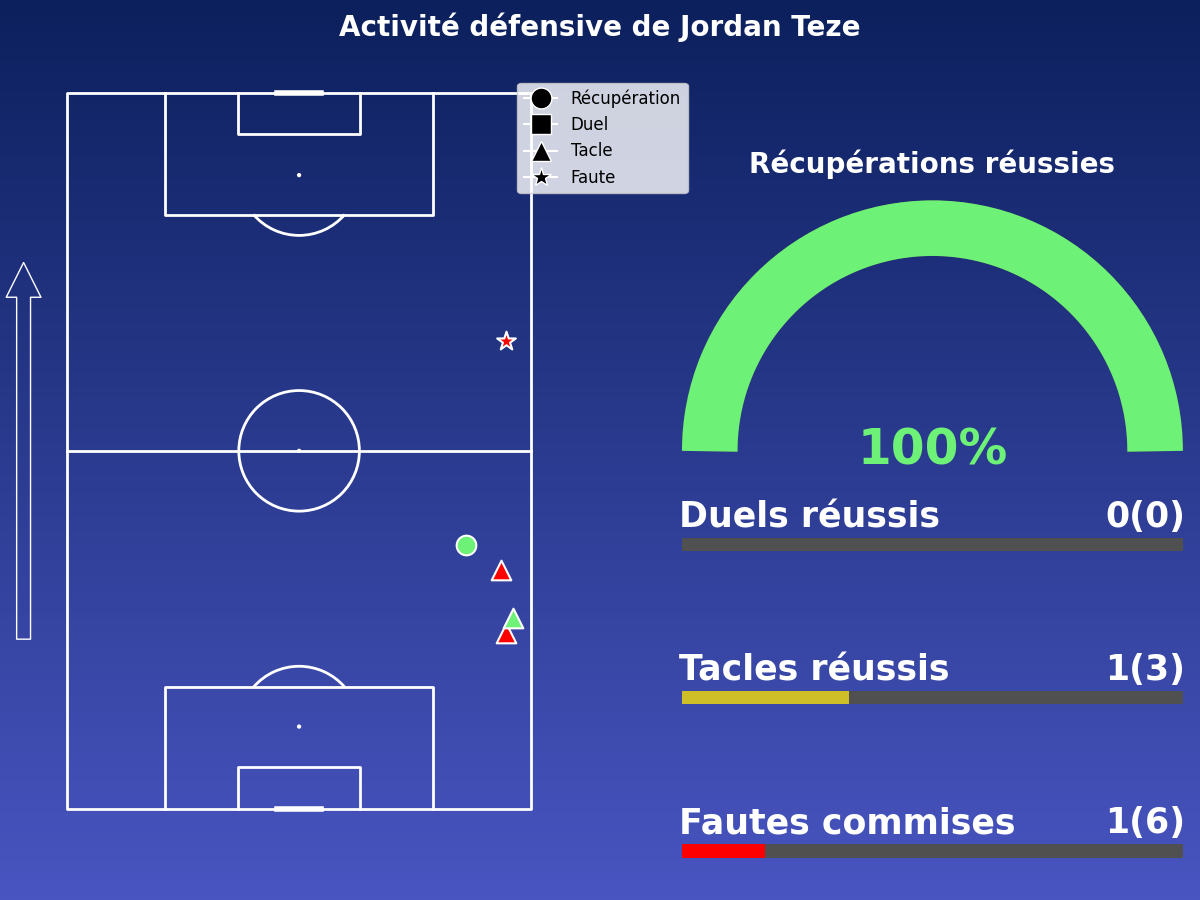 Activité défensive de Jordan Teze
Récupération
Duel
Tacle
Faute
Récupérations réussies
100%
Duels réussis 0(0)
Tacles réussis 1(3)
Fautes commises 1(6)